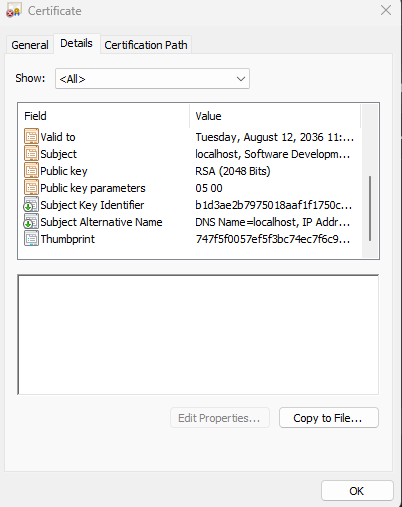 Certificate
General Details Certification Path
Show: <All>
Field Value
Valid to Tuesday, August 12, 2036 11:...
Subject localhost, Software Developm...
Public key RSA (2048 Bits)
Public key parameters 05 00
Subject Key Identifier b1d3ae2b7975018aaf1f1750c...
Subject Alternative Name DNS Name=localhost, IP Addr...
Thumbprint 747f5f0057ef5f3bc74ec7f6c9...
Edit Properties... Copy to File...
OK